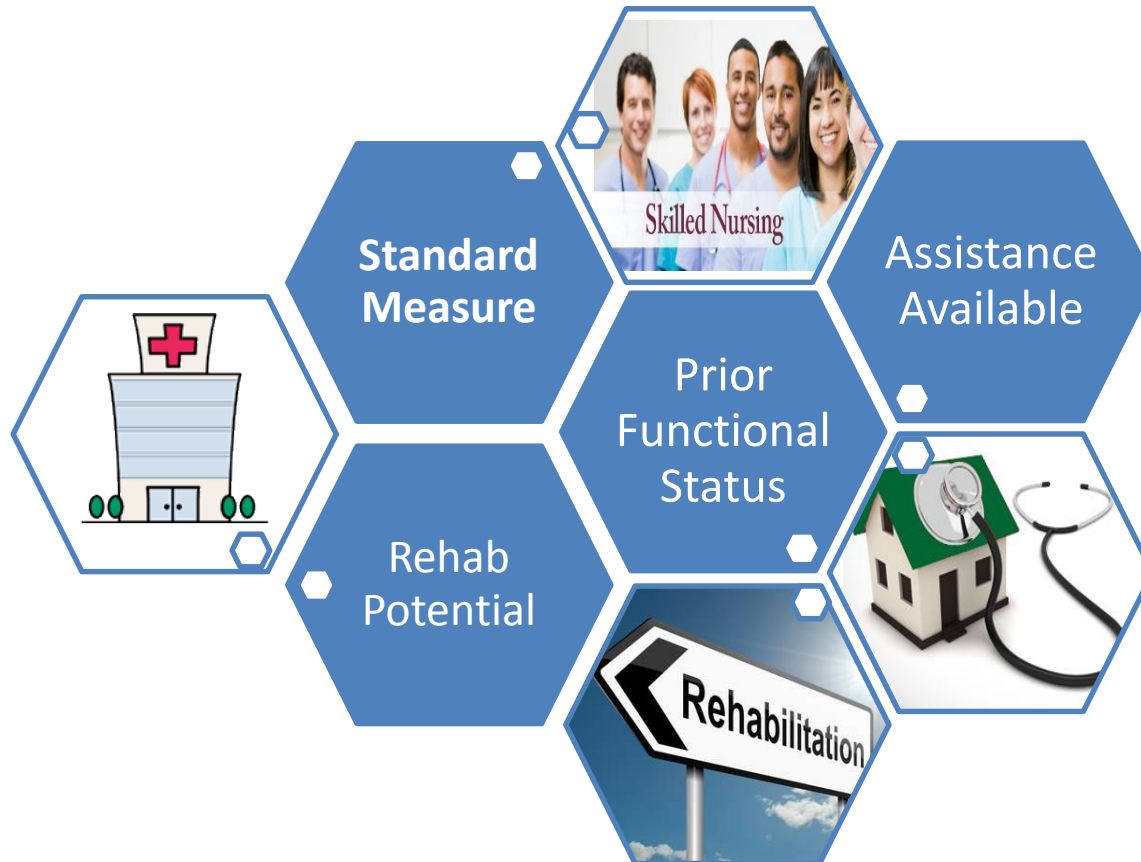 Skilled Nursing
Standard
Measure
Assistance
Available
Prior
Functional
Status
Rehab
Potential
Rehabilitation